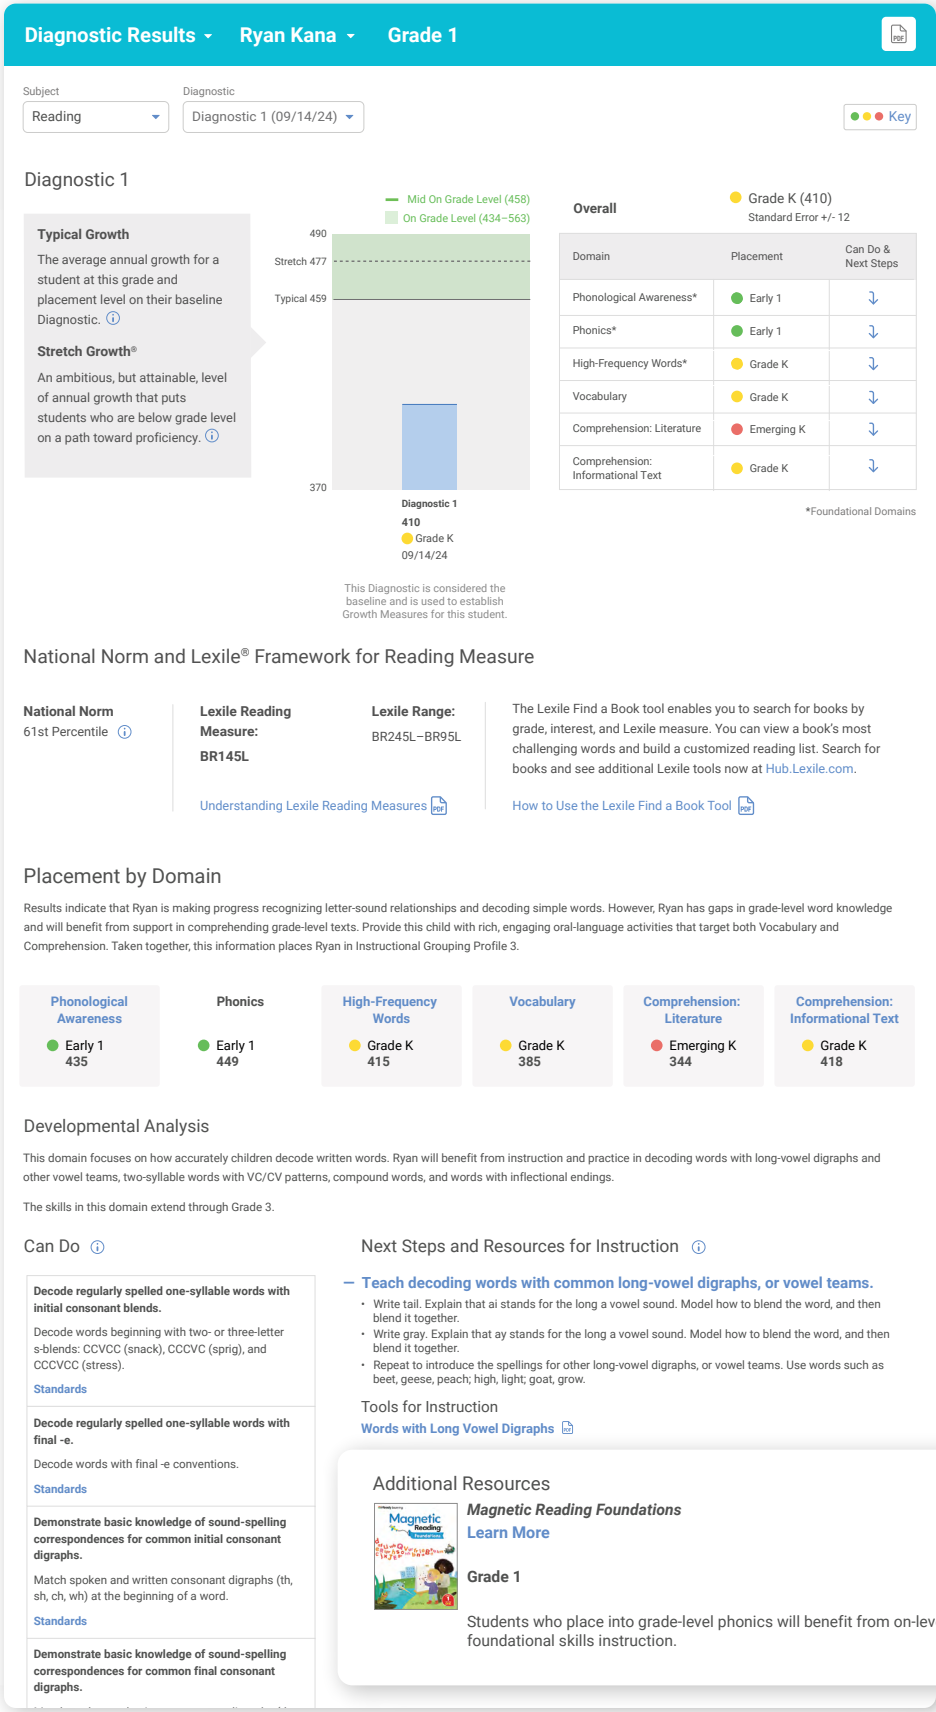 Diagnostic Results Ryan Kana Grade 1
PDF
Subject
Reading
Diagnostic
Diagnostic 1 (09/14/24)
Key
Diagnostic 1
Typical Growth
The average annual growth for a
student at this grade and
placement level on their baseline
Diagnostic.
Stretch Growth®
An ambitious, but attainable, level
of annual growth that puts
students who are below grade level
on a path toward proficiency.
Mid On Grade Level (458)
On Grade Level (434–563)
490
Stretch 477
Typical 459
370
Diagnostic 1
410
Grade K
09/14/24
This Diagnostic is considered the
baseline and is used to establish
Growth Measures for this student.
Overall
Grade K (410)
Standard Error +/- 12
Domain Placement Can Do &
Next Steps
Phonological Awareness* Early 1
Phonics* Early 1
High-Frequency Words* Grade K
Vocabulary Grade K
Comprehension: Literature Emerging K
Comprehension:
Informational Text Grade K
*Foundational Domains
National Norm and Lexile® Framework for Reading Measure
National Norm
61st Percentile
Lexile Reading
Measure:
BR145L
Lexile Range:
BR245L–BR95L
Understanding Lexile Reading Measures PDF
The Lexile Find a Book tool enables you to search for books by
grade, interest, and Lexile measure. You can view a book's most
challenging words and build a customized reading list. Search for
books and see additional Lexile tools now at Hub.Lexile.com.
How to Use the Lexile Find a Book Tool PDF
Placement by Domain
Results indicate that Ryan is making progress recognizing letter-sound relationships and decoding simple words. However, Ryan has gaps in grade-level word knowledge
and will benefit from support in comprehending grade-level texts. Provide this child with rich, engaging oral-language activities that target both Vocabulary and
Comprehension. Taken together, this information places Ryan in Instructional Grouping Profile 3.
Phonological
Awareness
Early 1
435
Phonics
Early 1
449
High-Frequency
Words
Grade K
415
Vocabulary
Grade K
385
Comprehension:
Literature
Emerging K
344
Comprehension:
Informational Text
Grade K
418
Developmental Analysis
This domain focuses on how accurately children decode written words. Ryan will benefit from instruction and practice in decoding words with long-vowel digraphs and
other vowel teams, two-syllable words with VC/CV patterns, compound words, and words with inflectional endings.
The skills in this domain extend through Grade 3.
Can Do
Decode regularly spelled one-syllable words with
initial consonant blends.
Decode words beginning with two- or three-letter
s-blends: CCVCC (snack), CCCVC (sprig), and
CCCVCC (stress).
Standards
Decode regularly spelled one-syllable words with
final -e.
Decode words with final -e conventions.
Standards
Demonstrate basic knowledge of sound-spelling
correspondences for common initial consonant
digraphs.
Match spoken and written consonant digraphs (th,
sh, ch, wh) at the beginning of a word.
Standards
Demonstrate basic knowledge of sound-spelling
correspondences for common final consonant
digraphs.
Next Steps and Resources for Instruction
– Teach decoding words with common long-vowel digraphs, or vowel teams.
• Write tail. Explain that ai stands for the long a vowel sound. Model how to blend the word, and then
blend it together.
• Write gray. Explain that ay stands for the long a vowel sound. Model how to blend the word, and then
blend it together.
• Repeat to introduce the spellings for other long-vowel digraphs, or vowel teams. Use words such as
beet, geese, peach; high, light; goat, grow.
Tools for Instruction
Words with Long Vowel Digraphs
Additional Resources
Magnetic
Reading
Foundations
Magnetic Reading Foundations
Learn More
Grade 1
Students who place into grade-level phonics will benefit from on-lev
foundational skills instruction.